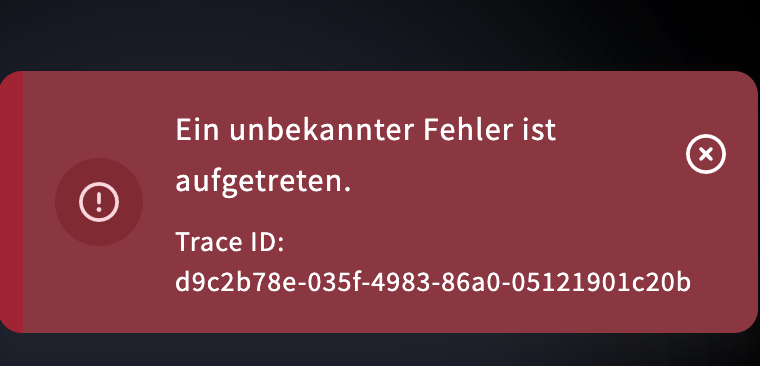 Ein unbekannter Fehler ist
aufgetreten.
Trace ID:
d9c2b78e-035f-4983-86a0-05121901c20b